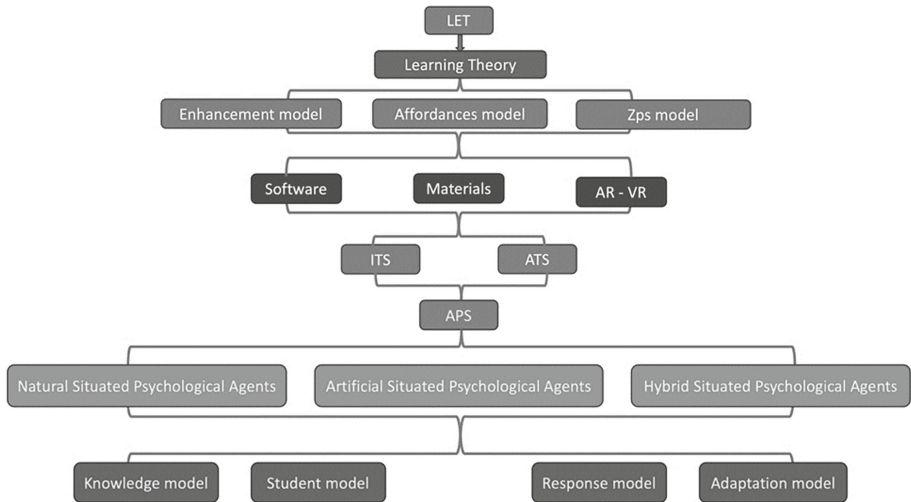 LET
Learning Theory
Enhancement model
Affordances model
Zps model
Software
Materials
AR - VR
ITS
ATS
APS
Natural Situated Psychological Agents
Artificial Situated Psychological Agents
Hybrid Situated Psychological Agents
Knowledge model
Student model
Response model
Adaptation model